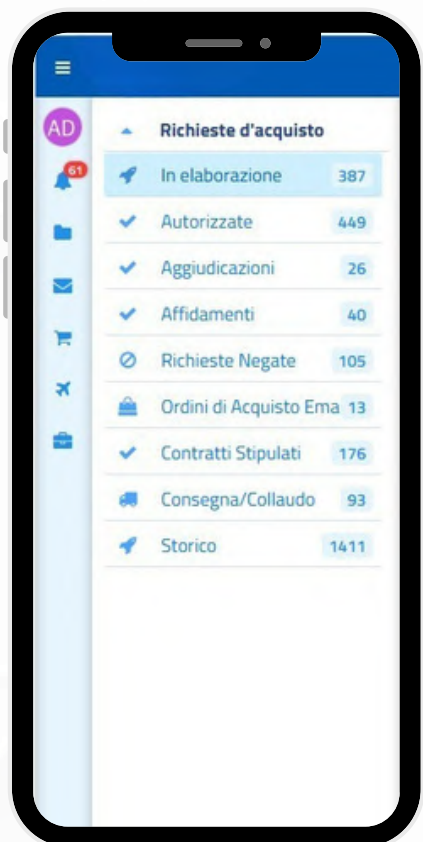 AD
61
Richieste d'acquisto
In elaborazione 387
Autorizzate 449
Aggiudicazioni 26
Affidamenti 40
Richieste Negate 105
Ordini di Acquisto Ema 13
Contratti Stipulati 176
Consegna/Collaudo 93
Storico 1411